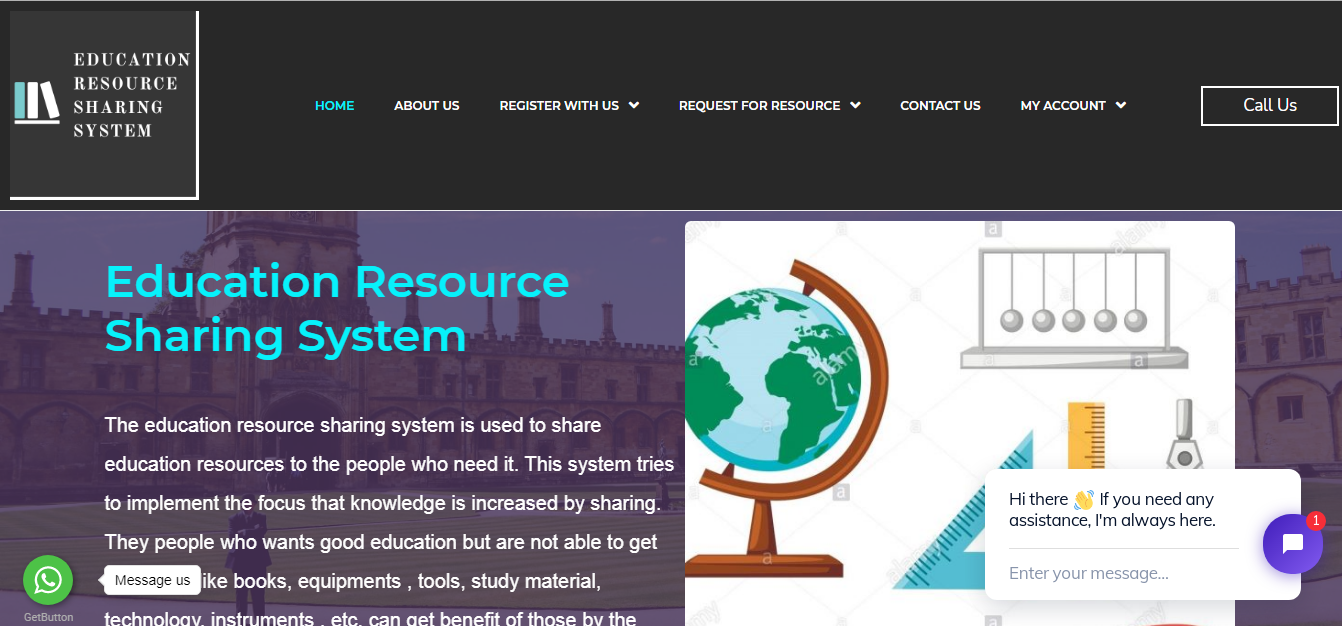 EDUCATION
RESOURCE
SHARING
SYSTEM
HOME ABOUT US REGISTER WITH US REQUEST FOR RESOURCE CONTACT US MY ACCOUNT
Call Us
Education Resource
Sharing System
The education resource sharing system is used to share
education resources to the people who need it. This system tries
to implement the focus that knowledge is increased by sharing.
They people who wants good education but are not able to get
like books, equipments , tools, study material,
technology, instruments , etc. can get benefit of those by the
Message us
GetButton
a
alamy
a
alamy
a
a
a
alamy
a
Hi there 👋 If you need any
assistance, I'm always here.
1
Enter your message...